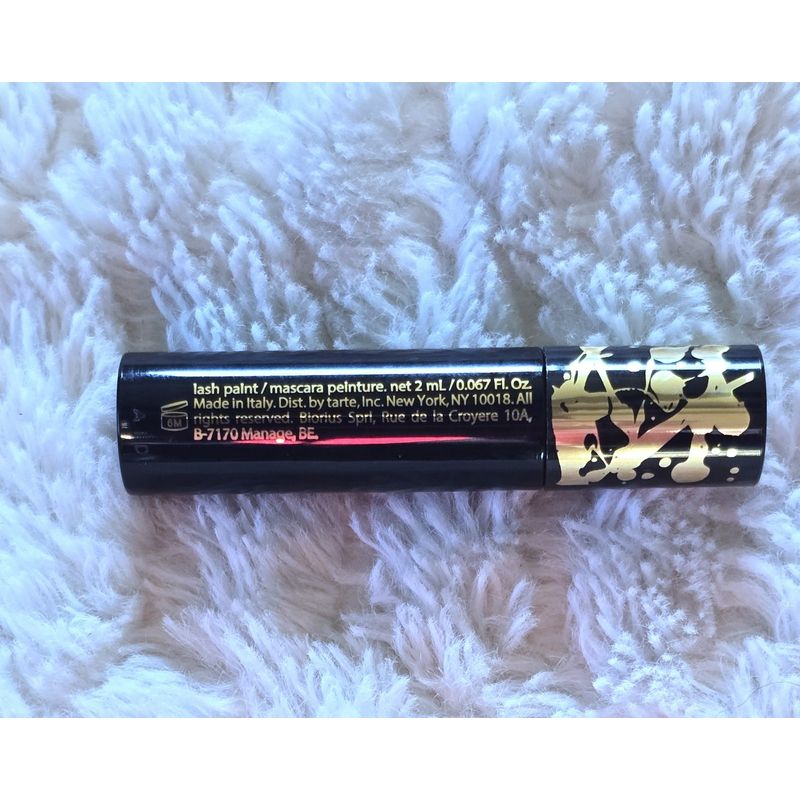 lash paint / mascara peinture. net 2 mL / 0.067 Fl. Oz.
Made in Italy. Dist. by tarte, Inc. New York, NY 10018. All
rights reserved. Biorius Sprl, Rue de la Croyere 10A,
B-7170 Manage, BE.
6M